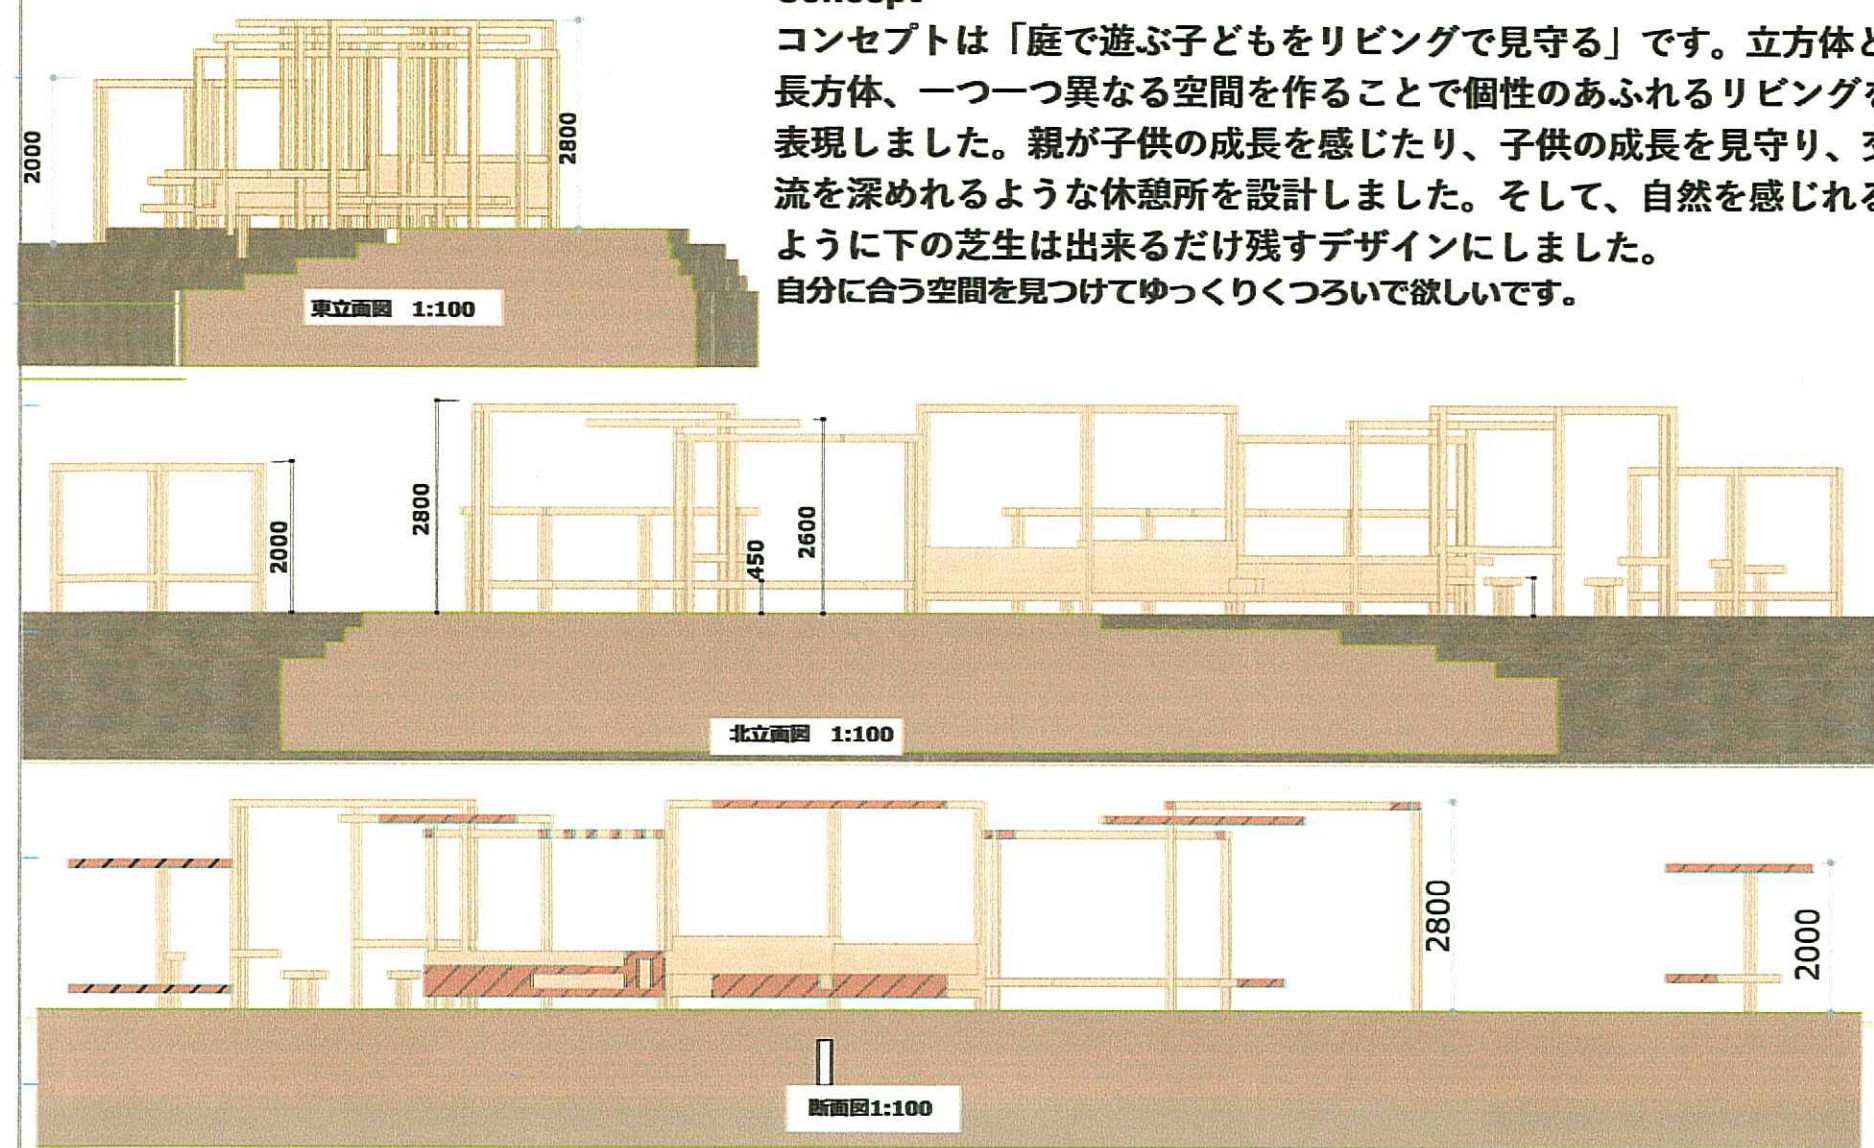 Concept
コンセプトは「庭で遊ぶ子どもをリビングで見守る」です。立方体と
長方体、一つ一つ異なる空間を作ることで個性のあふれるリビングを
表現しました。親が子供の成長を感じたり、子供の成長を見守り、交
流を深めれるような休憩所を設計しました。そして、自然を感じれる
ように下の芝生は出来るだけ残すデザインにしました。
自分に合う空間を見つけてゆっくりくつろいで欲しいです。
2000
2800
東立面図 1:100
2000
2800
450
2600
北立面図 1:100
2800
2000
断面図1:100